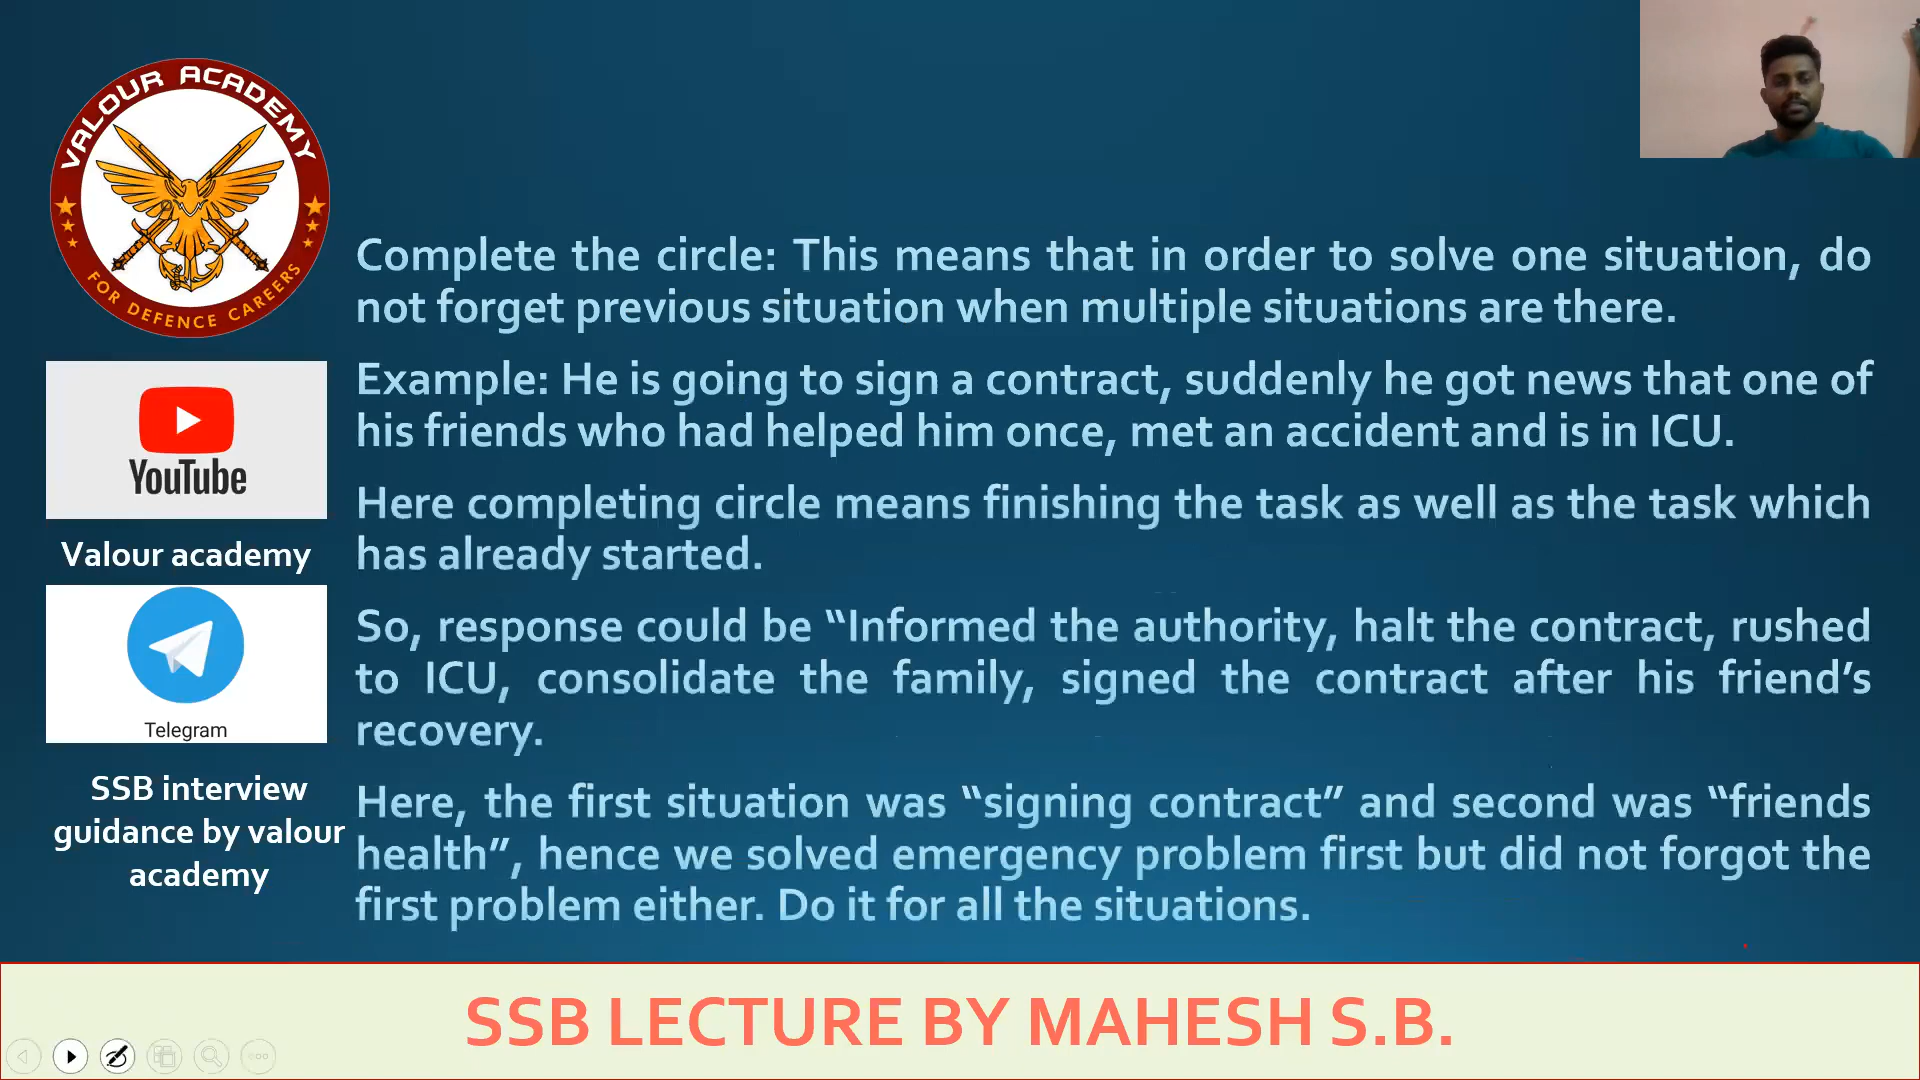 VALOUR ACADEMY
FOR DEFENCE CAREERS
YouTube
Valour academy
Telegram
SSB interview
guidance by valour
academy
Complete the circle: This means that in order to solve one situation, do
not forget previous situation when multiple situations are there.
Example: He is going to sign a contract, suddenly he got news that one of
his friends who had helped him once, met an accident and is in ICU.
Here completing circle means finishing the task as well as the task which
has already started.
So, response could be “Informed the authority, halt the contract, rushed
to ICU, consolidate the family, signed the contract after his friend’s
recovery.
Here, the first situation was “signing contract” and second was “friends
health”, hence we solved emergency problem first but did not forgot the
first problem either. Do it for all the situations.
SSB LECTURE BY MAHESH S.B.